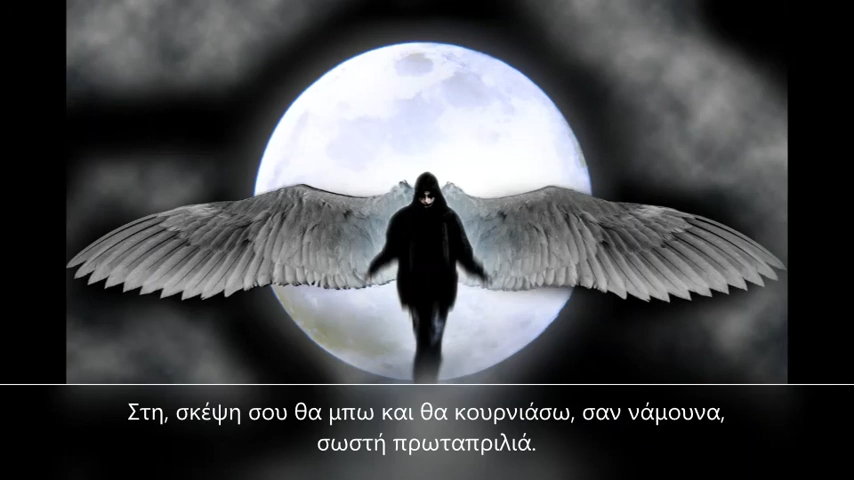 Στη, σκέψη σου θα μπω και θα κουρνιάσω, σαν νάμουνα,
σωστή πρωταπριλιά.